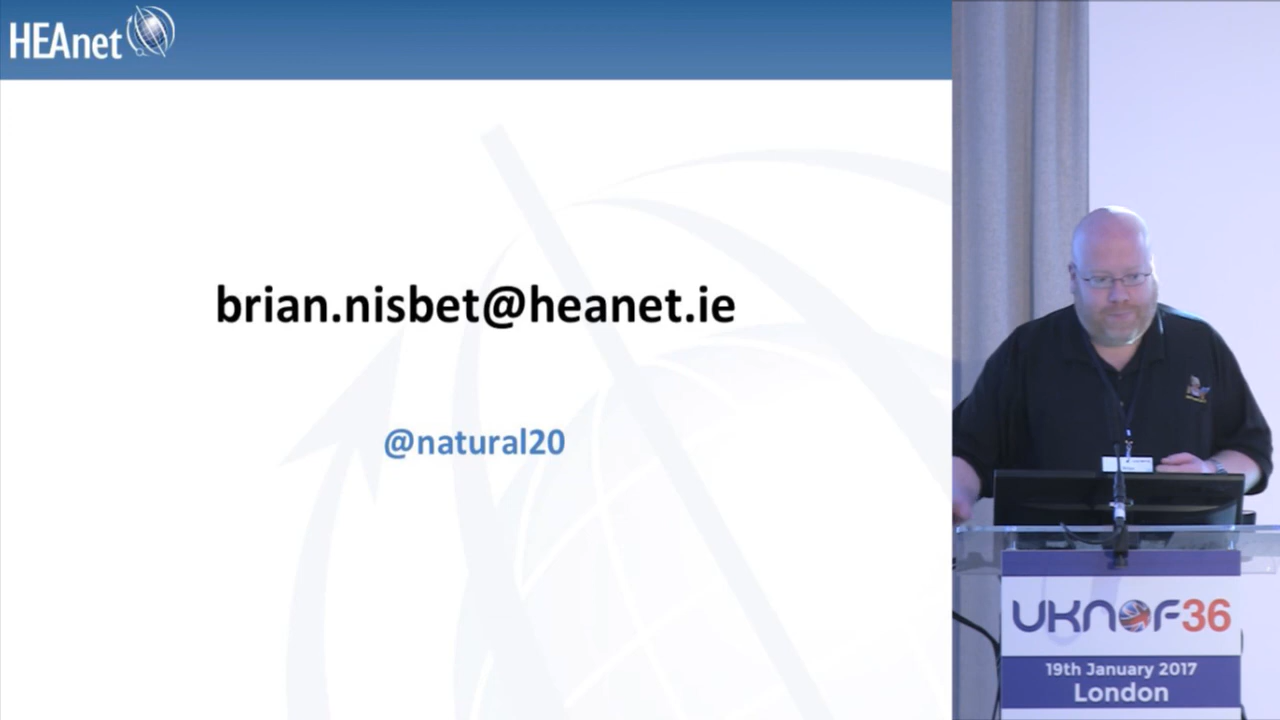 HEAnet
brian.nisbet@heanet.ie
@natural20
UKNOF36
19th January 2017
London